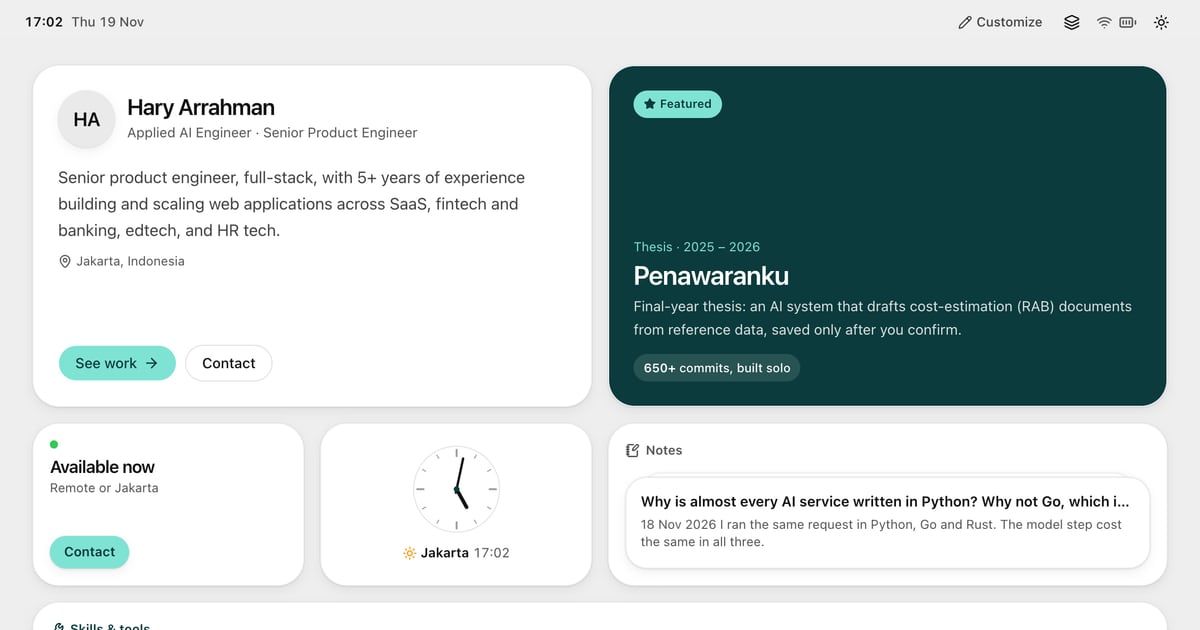 17:02 Thu 19 Nov
Customize
HA
Hary Arrahman
Applied AI Engineer · Senior Product Engineer
Senior product engineer, full-stack, with 5+ years of experience
building and scaling web applications across SaaS, fintech and
banking, edtech, and HR tech.
Jakarta, Indonesia
See work →
Contact
Featured
Thesis · 2025 – 2026
Penawaranku
Final-year thesis: an AI system that drafts cost-estimation (RAB) documents
from reference data, saved only after you confirm.
650+ commits, built solo
Available now
Remote or Jakarta
Contact
Jakarta 17:02
Notes
Why is almost every AI service written in Python? Why not Go, which i...
18 Nov 2026 I ran the same request in Python, Go and Rust. The model step cost
the same in all three.
Skills & tools